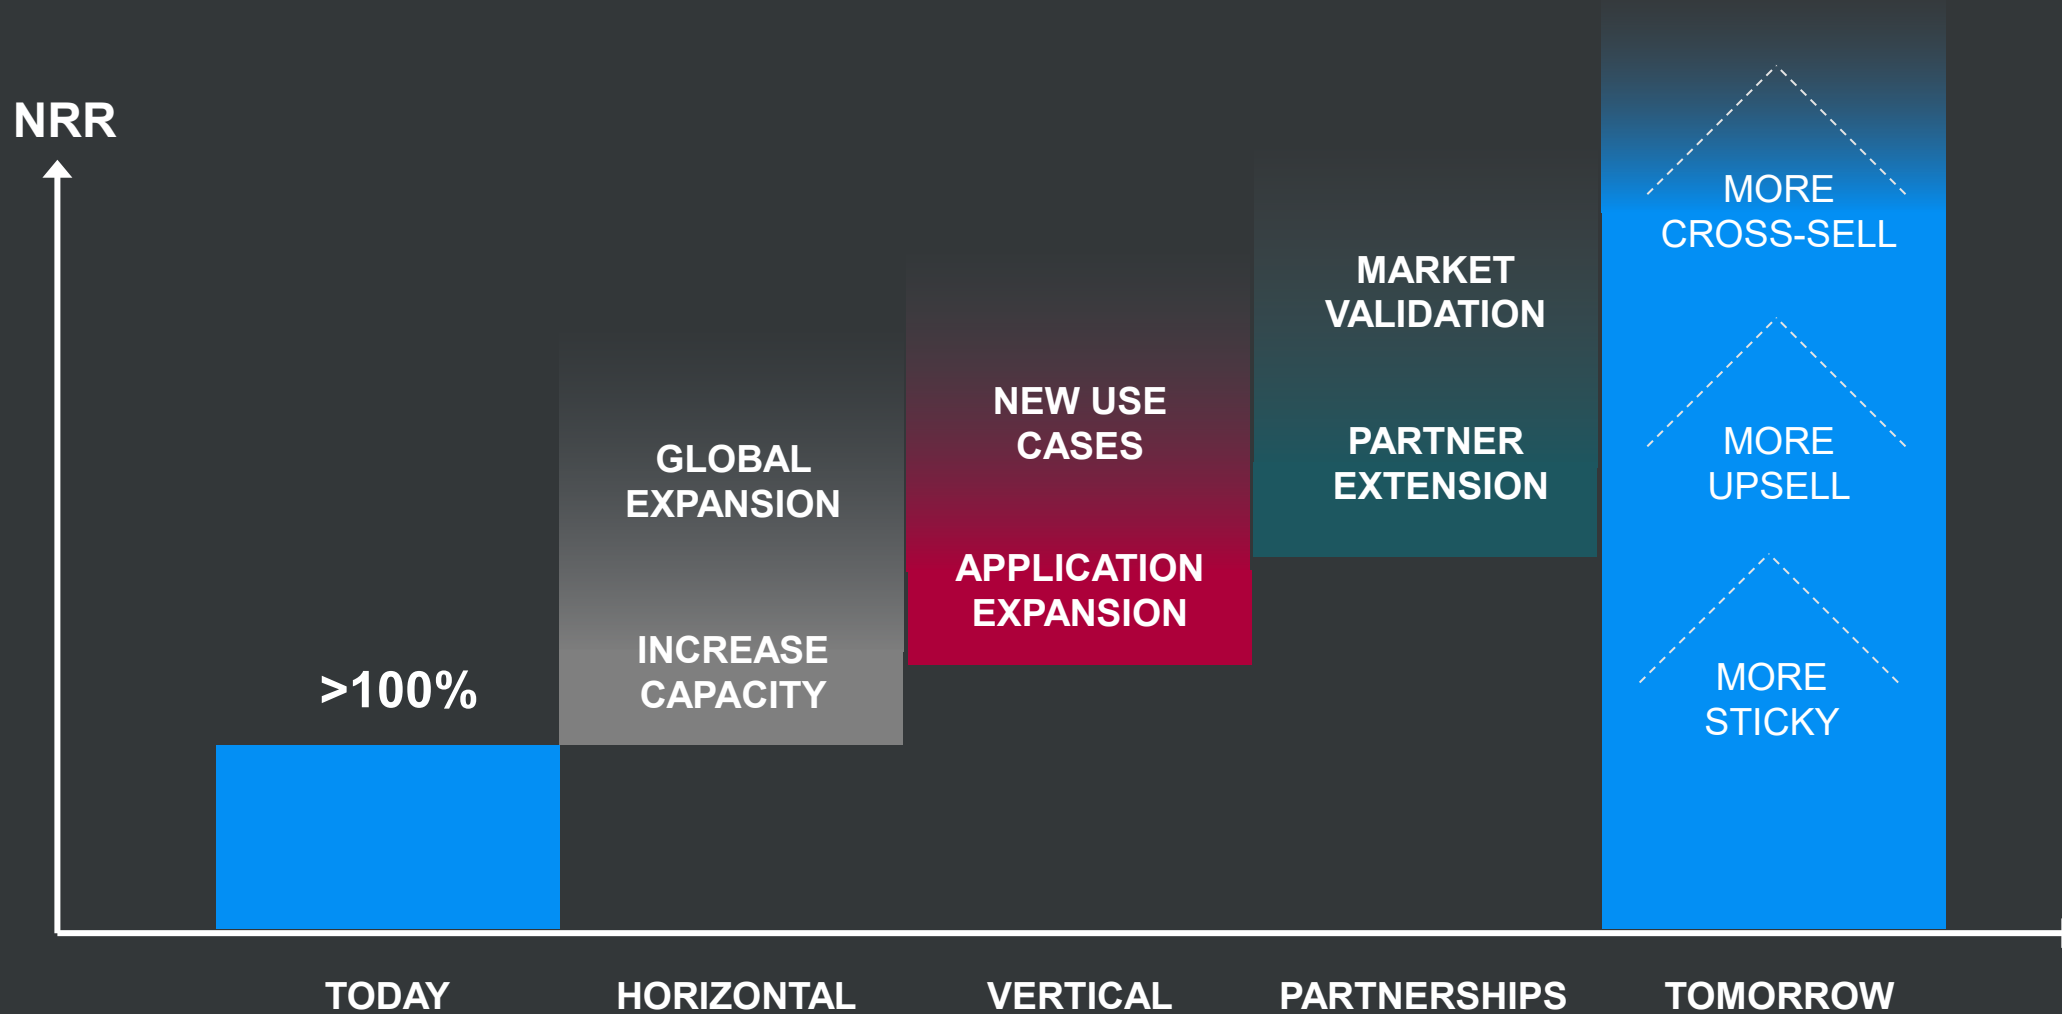 NRR
>100%
GLOBAL
EXPANSION
INCREASE
CAPACITY
NEW USE
CASES
APPLICATION
EXPANSION
MARKET
VALIDATION
PARTNER
EXTENSION
MORE
CROSS-SELL
MORE
UPSELL
MORE
STICKY
TODAY
HORIZONTAL
VERTICAL
PARTNERSHIPS
TOMORROW